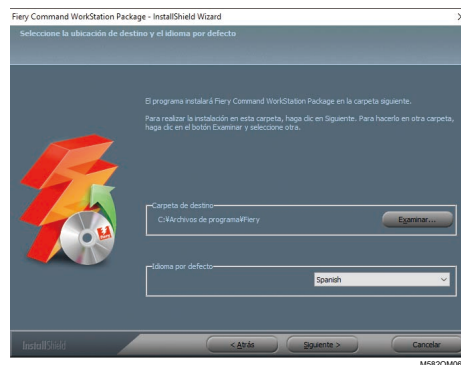 Fiery Command WorkStation Package - InstallShield Wizard
Seleccione la ubicación de destino y el idioma por defecto
El programa instalará Fiery Command WorkStation Package en la carpeta siguiente.
Para realizar la instalación en esta carpeta, haga clic en Siguiente. Para hacerlo en otra carpeta,
haga clic en el botón Examinar y seleccione otra.
Carpeta de destino
C:¥Archivos de programa¥Fiery
Examinar...
Idioma por defecto
Spanish
InstallShield
< Atrás
Siguiente >
Cancelar